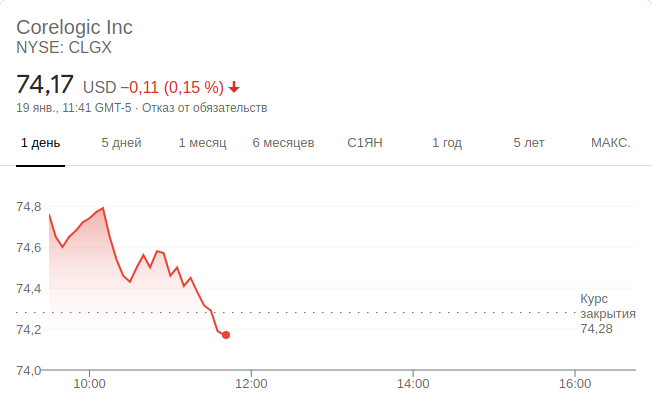 Corelogic Inc
NYSE: CLGX
74,17 USD −0,11 (0,15 %)
19 янв., 11:41 GMT-5 · Отказ от обязательств
1 день 5 дней 1 месяц 6 месяцев С1ЯН 1 год 5 лет МАКС.
74,8
74,6
74,4
Курс
закрытия
74,28
74,2
74,0
10:00 12:00 14:00 16:00